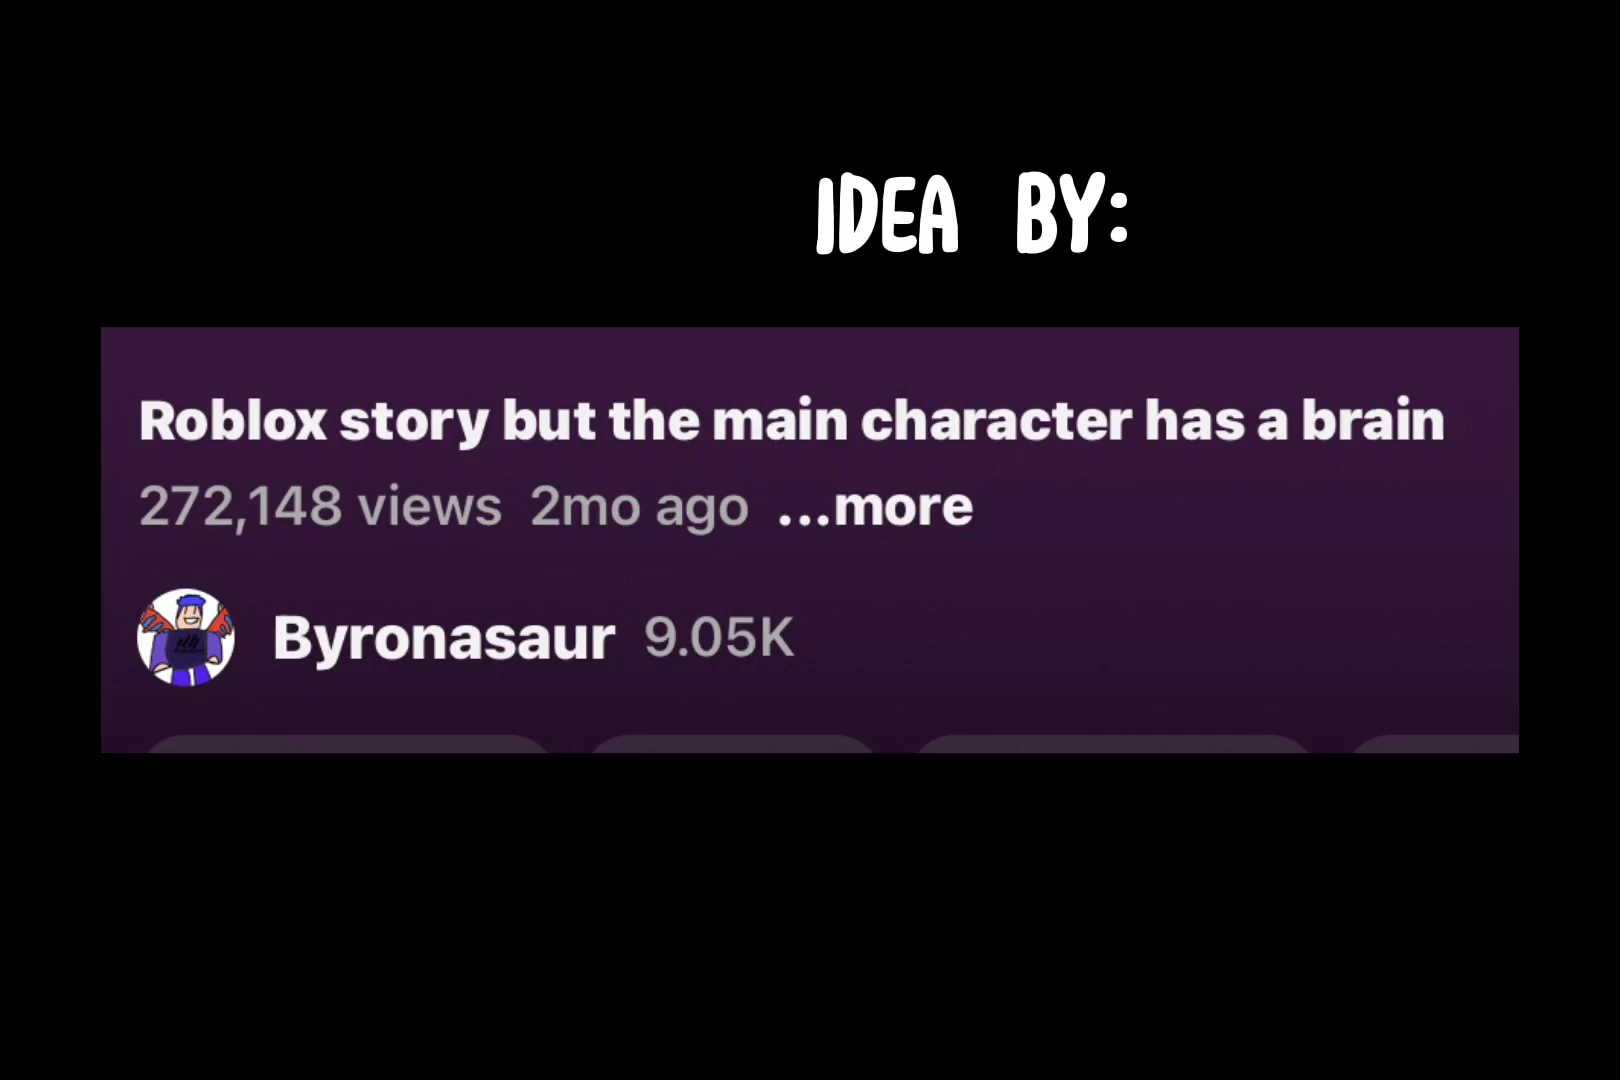 IDEA BY:
Roblox story but the main character has a brain
272,148 views 2mo ago ...more
Byronasaur 9.05K